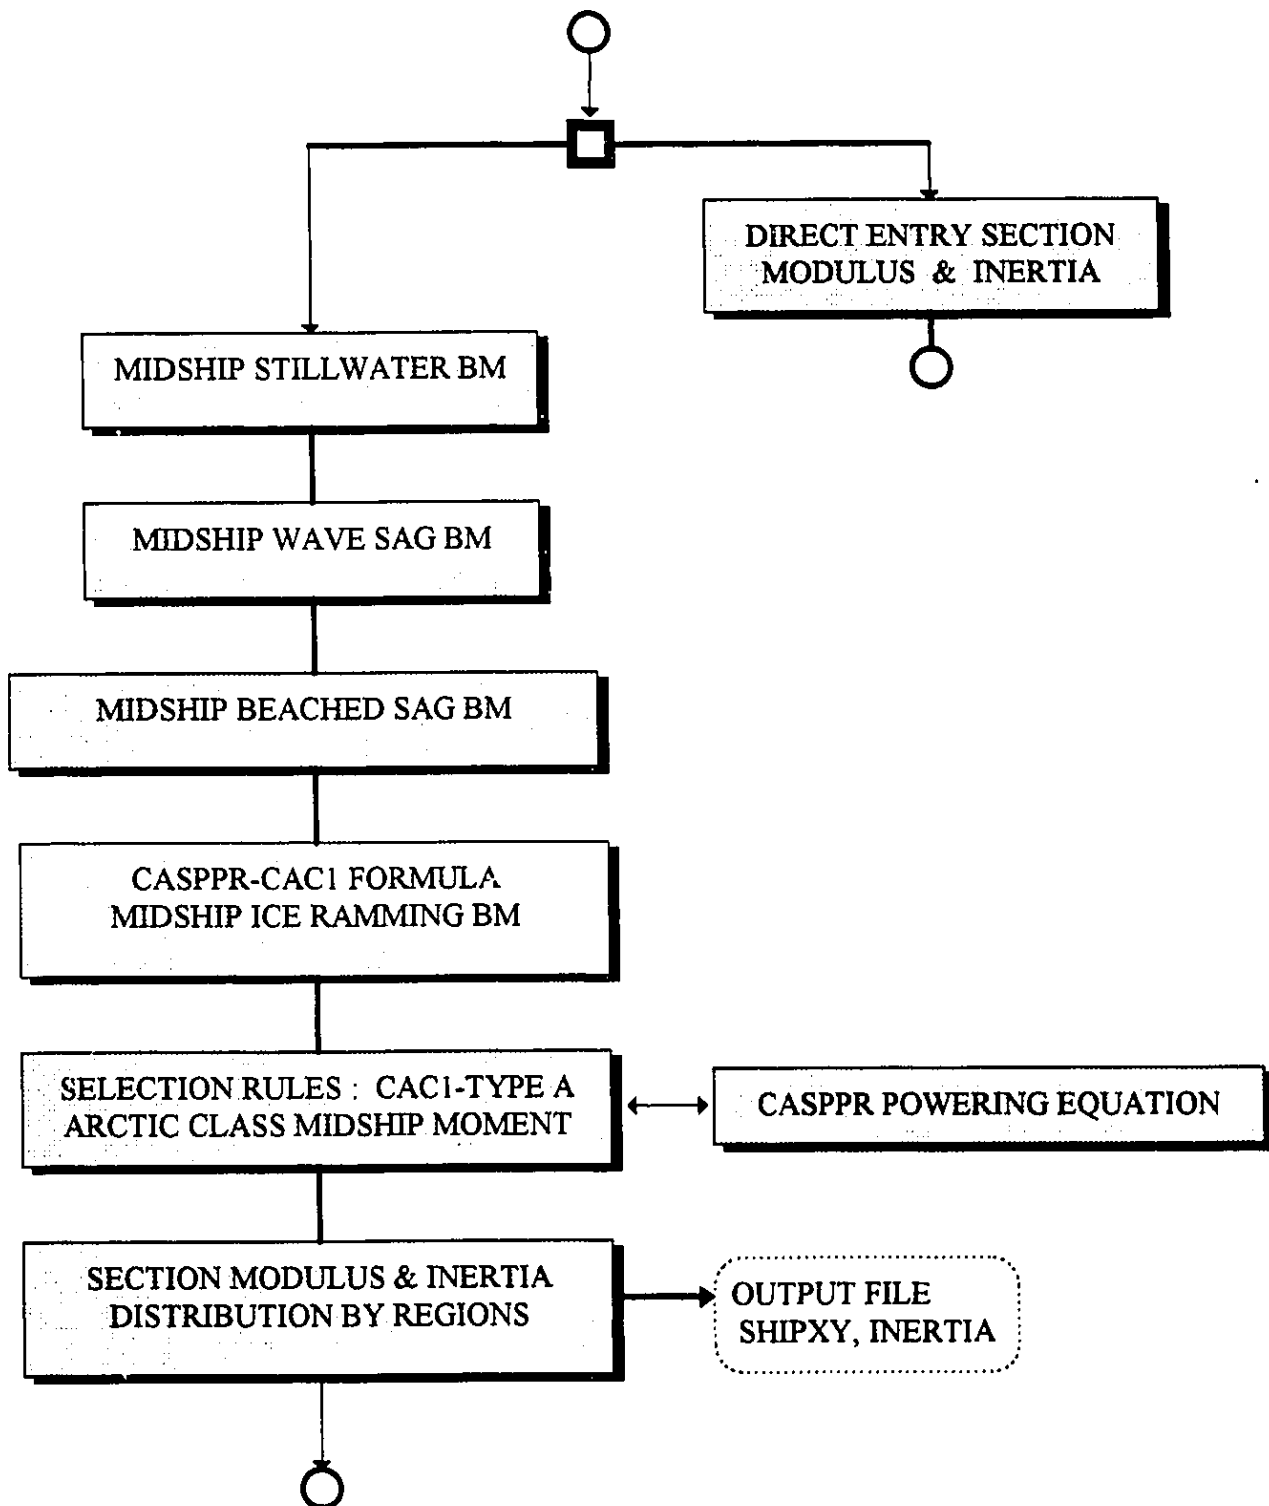 DIRECT ENTRY SECTION
MODULUS & INERTIA
MIDSHIP STILLWATER BM
MIDSHIP WAVE SAG BM
MIDSHIP BEACHED SAG BM
CASPPR-CAC1 FORMULA
MIDSHIP ICE RAMMING BM
SELECTION RULES : CAC1-TYPE A
ARCTIC CLASS MIDSHIP MOMENT
CASPPR POWERING EQUATION
SECTION MODULUS & INERTIA
DISTRIBUTION BY REGIONS
OUTPUT FILE
SHIPXY, INERTIA